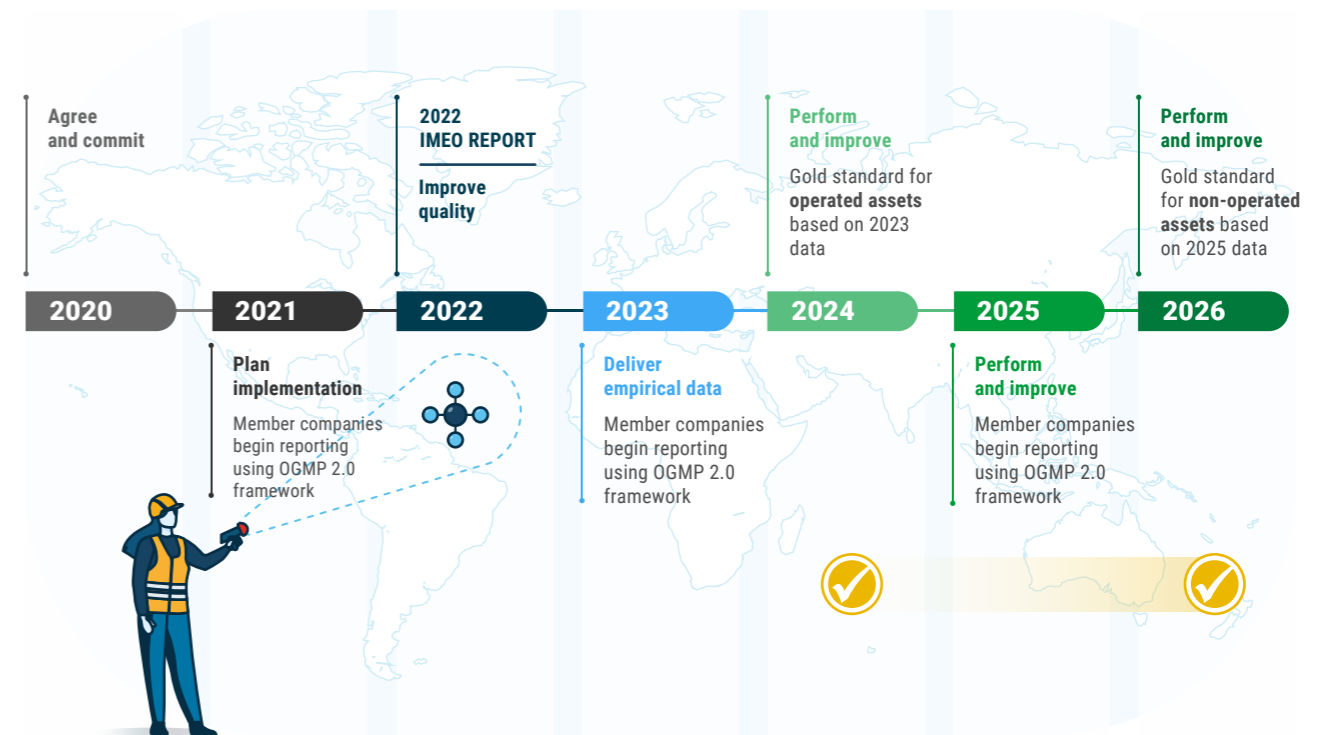 Agree
and commit
2022
IMEO REPORT
Improve
quality
Perform
and improve
Gold standard for
operated assets
based on 2023
data
Perform
and improve
Gold standard
for non-operated
assets based
on 2025 data
2020
2021
2022
2023
2024
2025
2026
Plan
implementation
Member companies
begin reporting
using OGMP 2.0
framework
Deliver
empirical data
Member companies
begin reporting
using OGMP 2.0
framework
Perform
and improve
Member companies
begin reporting
using OGMP 2.0
framework